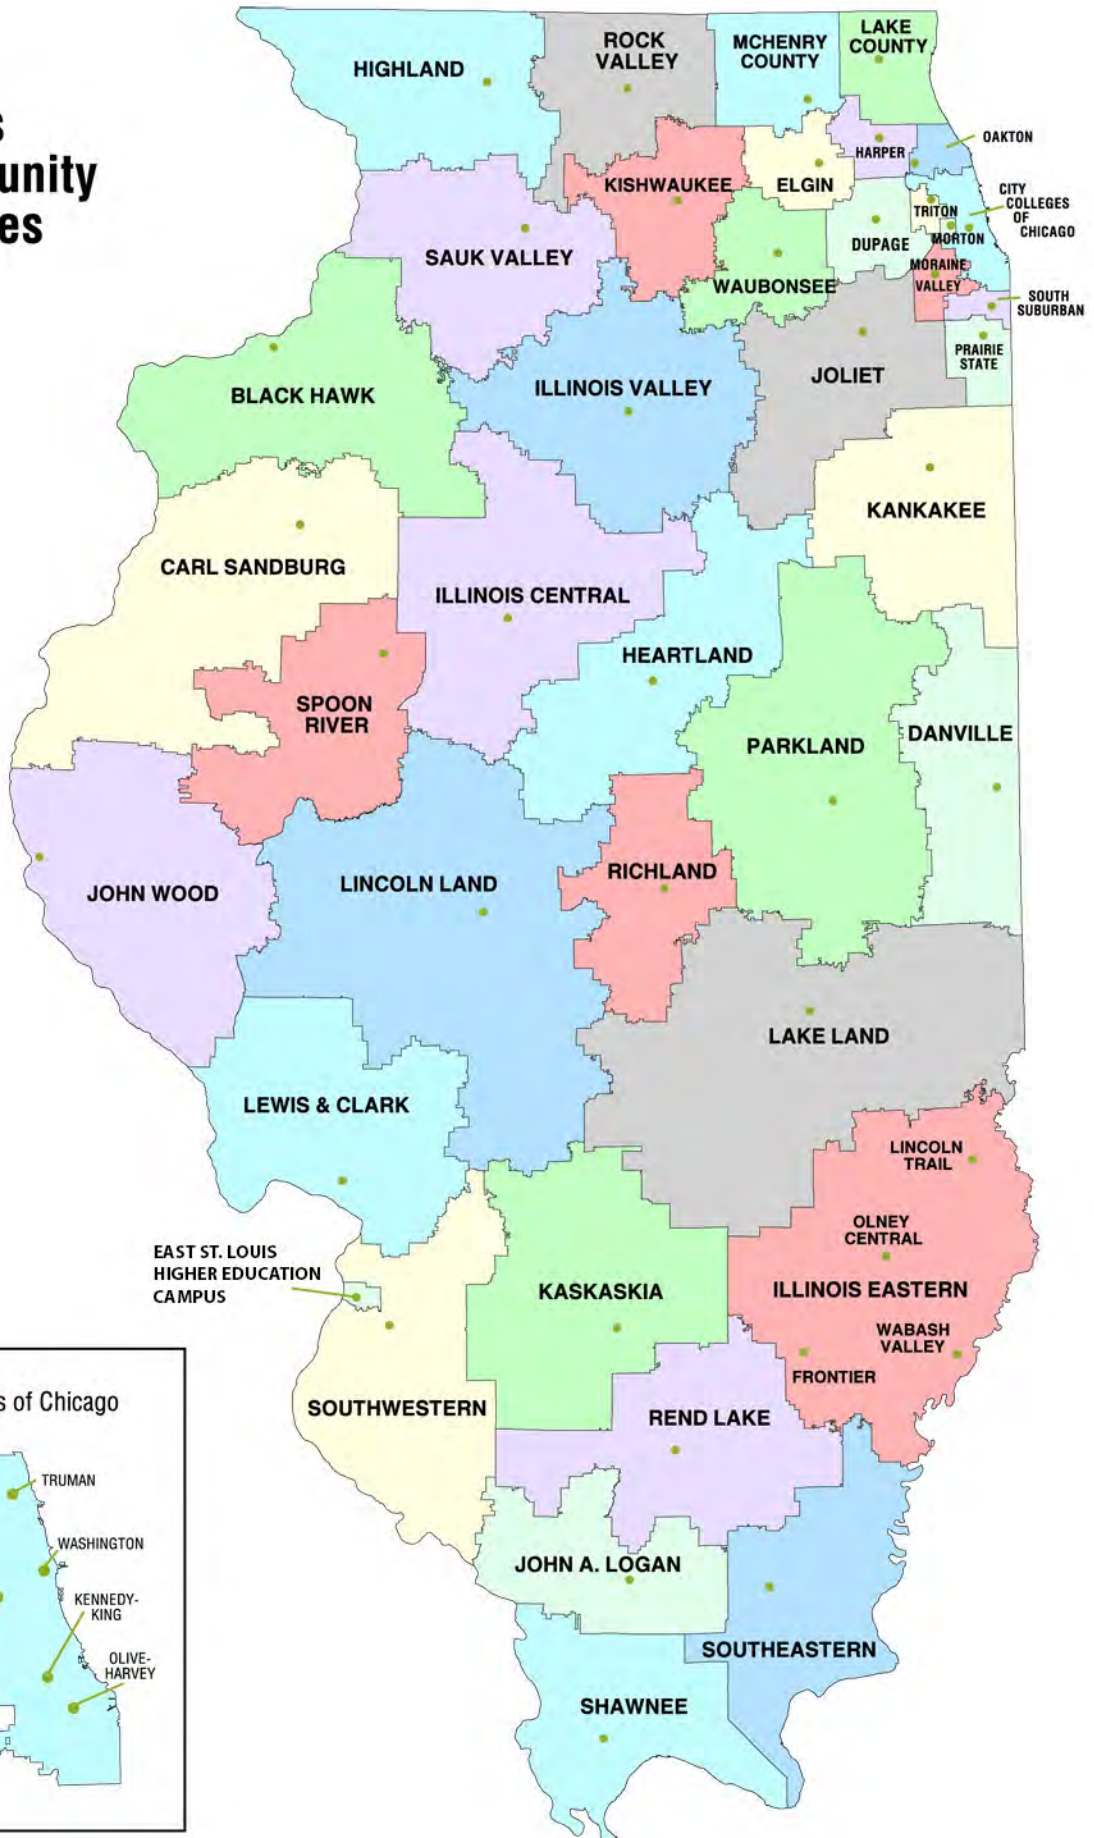 s
unity
es
HIGHLAND
ROCK
VALLEY
MCHENRY
COUNTY
LAKE
COUNTY
OAKTON
HARPER
KISHWAUKEE
ELGIN
CITY
COLLEGES
OF
CHICAGO
TRITON
MORTON
DUPAGE
SAUK VALLEY
MORAINE
VALLEY
WAUBONSEE
SOUTH
SUBURBAN
PRAIRIE
STATE
JOLIET
ILLINOIS VALLEY
BLACK HAWK
KANKAKEE
CARL SANDBURG
ILLINOIS CENTRAL
HEARTLAND
SPOON
RIVER
PARKLAND
DANVILLE
RICHLAND
LINCOLN LAND
JOHN WOOD
LAKE LAND
LEWIS & CLARK
LINCOLN
TRAIL
OLNEY
CENTRAL
EAST ST. LOUIS
HIGHER EDUCATION
CAMPUS
KASKASKIA
ILLINOIS EASTERN
WABASH
VALLEY
FRONTIER
SOUTHWESTERN
REND LAKE
JOHN A. LOGAN
SOUTHEASTERN
SHAWNEE
s of Chicago
TRUMAN
WASHINGTON
KENNEDY-
KING
OLIVE-
HARVEY